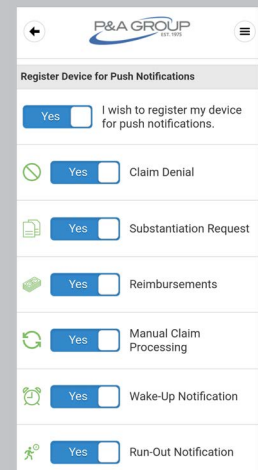 P&A GROUP
EST. 1975
Register Device for Push Notifications
Yes
I wish to register my device
for push notifications.
Yes
Claim Denial
Yes
Substantiation Request
Yes
Reimbursements
Yes
Manual Claim
Processing
Yes
Wake-Up Notification
Yes
Run-Out Notification